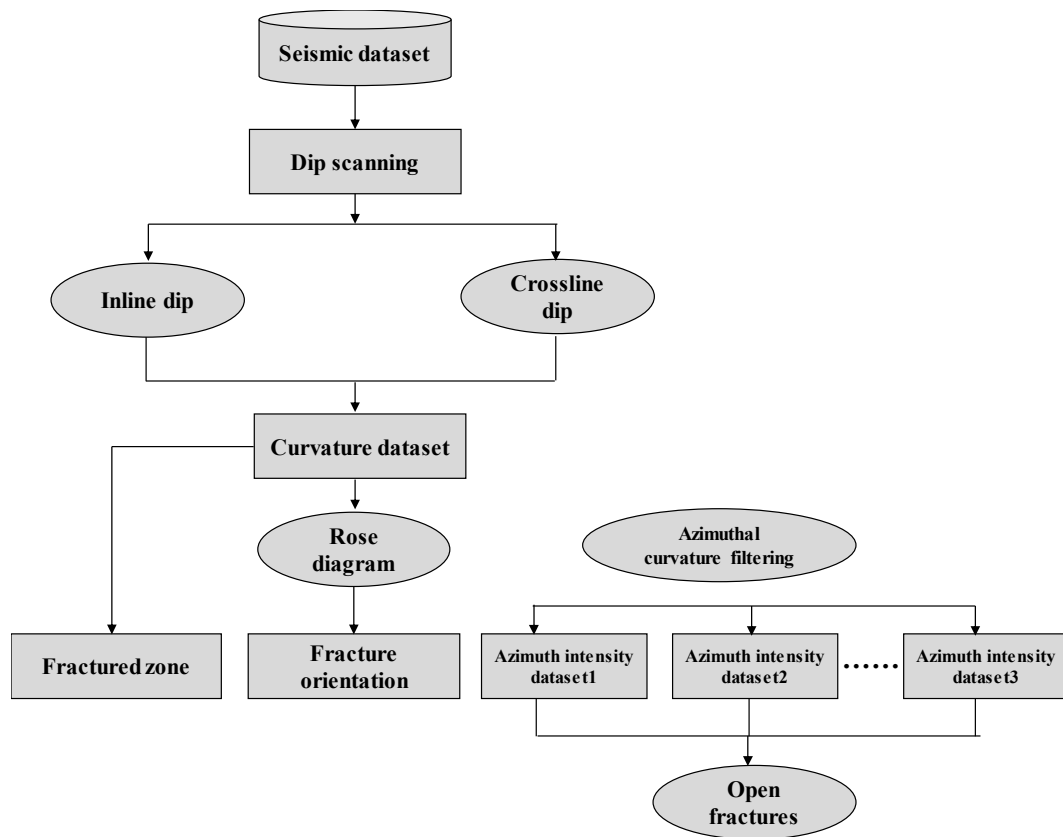 Seismic dataset
Dip scanning
Inline dip
Crossline
dip
Curvature dataset
Rose
diagram
Azimuthal
curvature filtering
Fractured zone
Fracture
orientation
Azimuth intensity
dataset1
Azimuth intensity
dataset2
......
Azimuth intensity
dataset3
Open
fractures